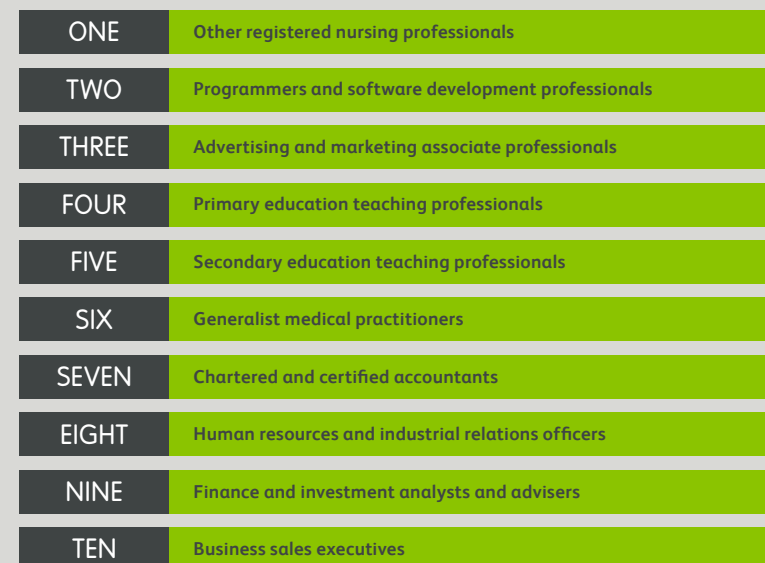 ONE Other registered nursing professionals
TWO Programmers and software development professionals
THREE Advertising and marketing associate professionals
FOUR Primary education teaching professionals
FIVE Secondary education teaching professionals
SIX Generalist medical practitioners
SEVEN Chartered and certified accountants
EIGHT Human resources and industrial relations officers
NINE Finance and investment analysts and advisers
TEN Business sales executives